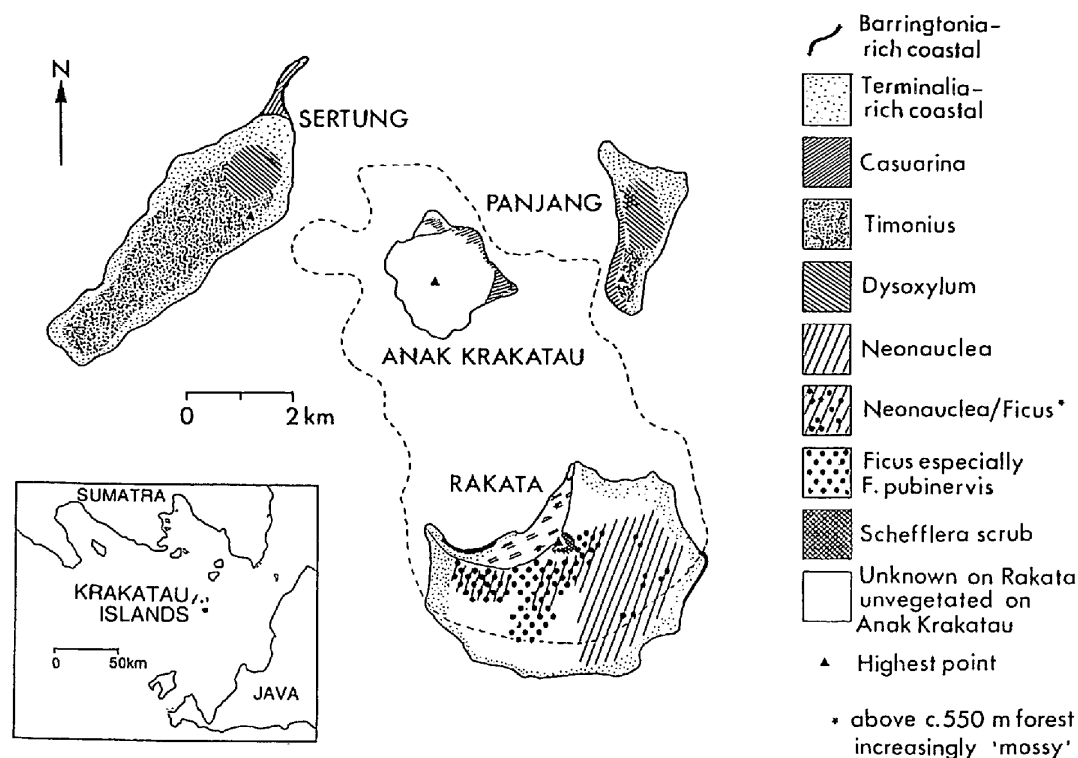 N
SERTUNG
PANJANG
ANAK KRAKATAU
0 2 km
RAKATA
SUMATRA
KRAKATAU
ISLANDS
0 50km
JAVA
Barringtonia-
rich coastal
Terminalia-
rich coastal
Casuarina
Timonius
Dysoxylum
Neonauclea
Neonauclea/Ficus*
Ficus especially
F. pubinervis
Schefflera scrub
Unknown on Rakata
unvegetated on
Anak Krakatau
Highest point
* above c.550 m forest
increasingly 'mossy'